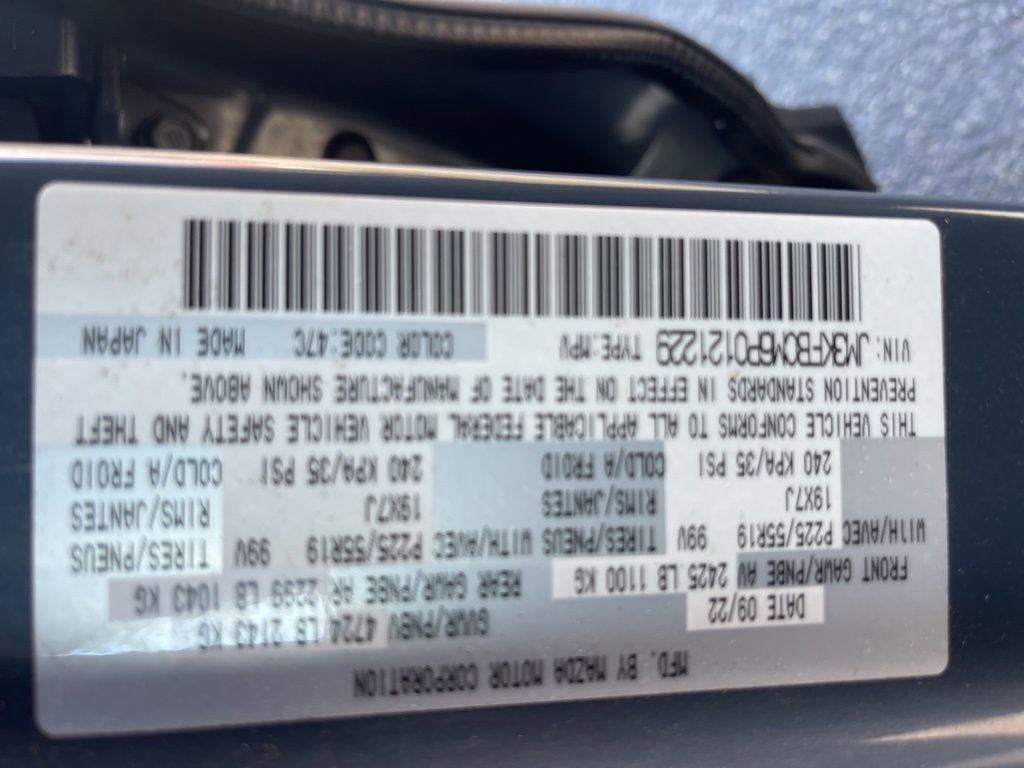 MFD. BY MAZDA MOTOR CORPORATION
DATE 09/22 GVWR/PNBV 4724 LB 2143 KG
FRONT GAWR/PNBE AV 2425 LB 1100 KG REAR GAWR/PNBE AR 2299 LB 1043 KG
WITH/AVEC P225/55R19 99V TIRES/PNEUS WITH/AVEC P225/55R19 99V TIRES/PNEUS
19X7J RIMS/JANTES 19X7J RIMS/JANTES
240 KPA/35 PSI COLD/A FROID 240 KPA/35 PSI COLD/A FROID
THIS VEHICLE CONFORMS TO ALL APPLICABLE FEDERAL MOTOR VEHICLE SAFETY AND THEFT
PREVENTION STANDARDS IN EFFECT ON THE DATE OF MANUFACTURE SHOWN ABOVE.
VIN: JM3KFBCM6P0121229 TYPE:MPV COLOR CODE:47C MADE IN JAPAN